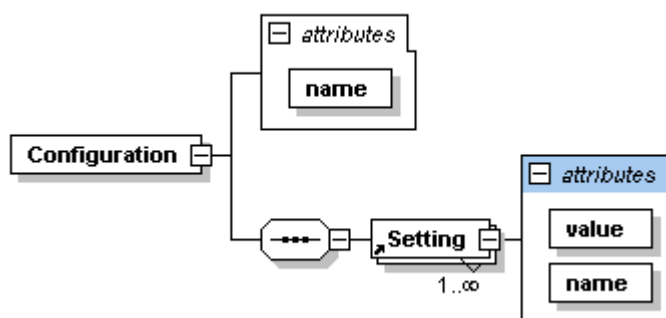 attributes
name
Configuration
attributes
Setting
value
1..∞
name